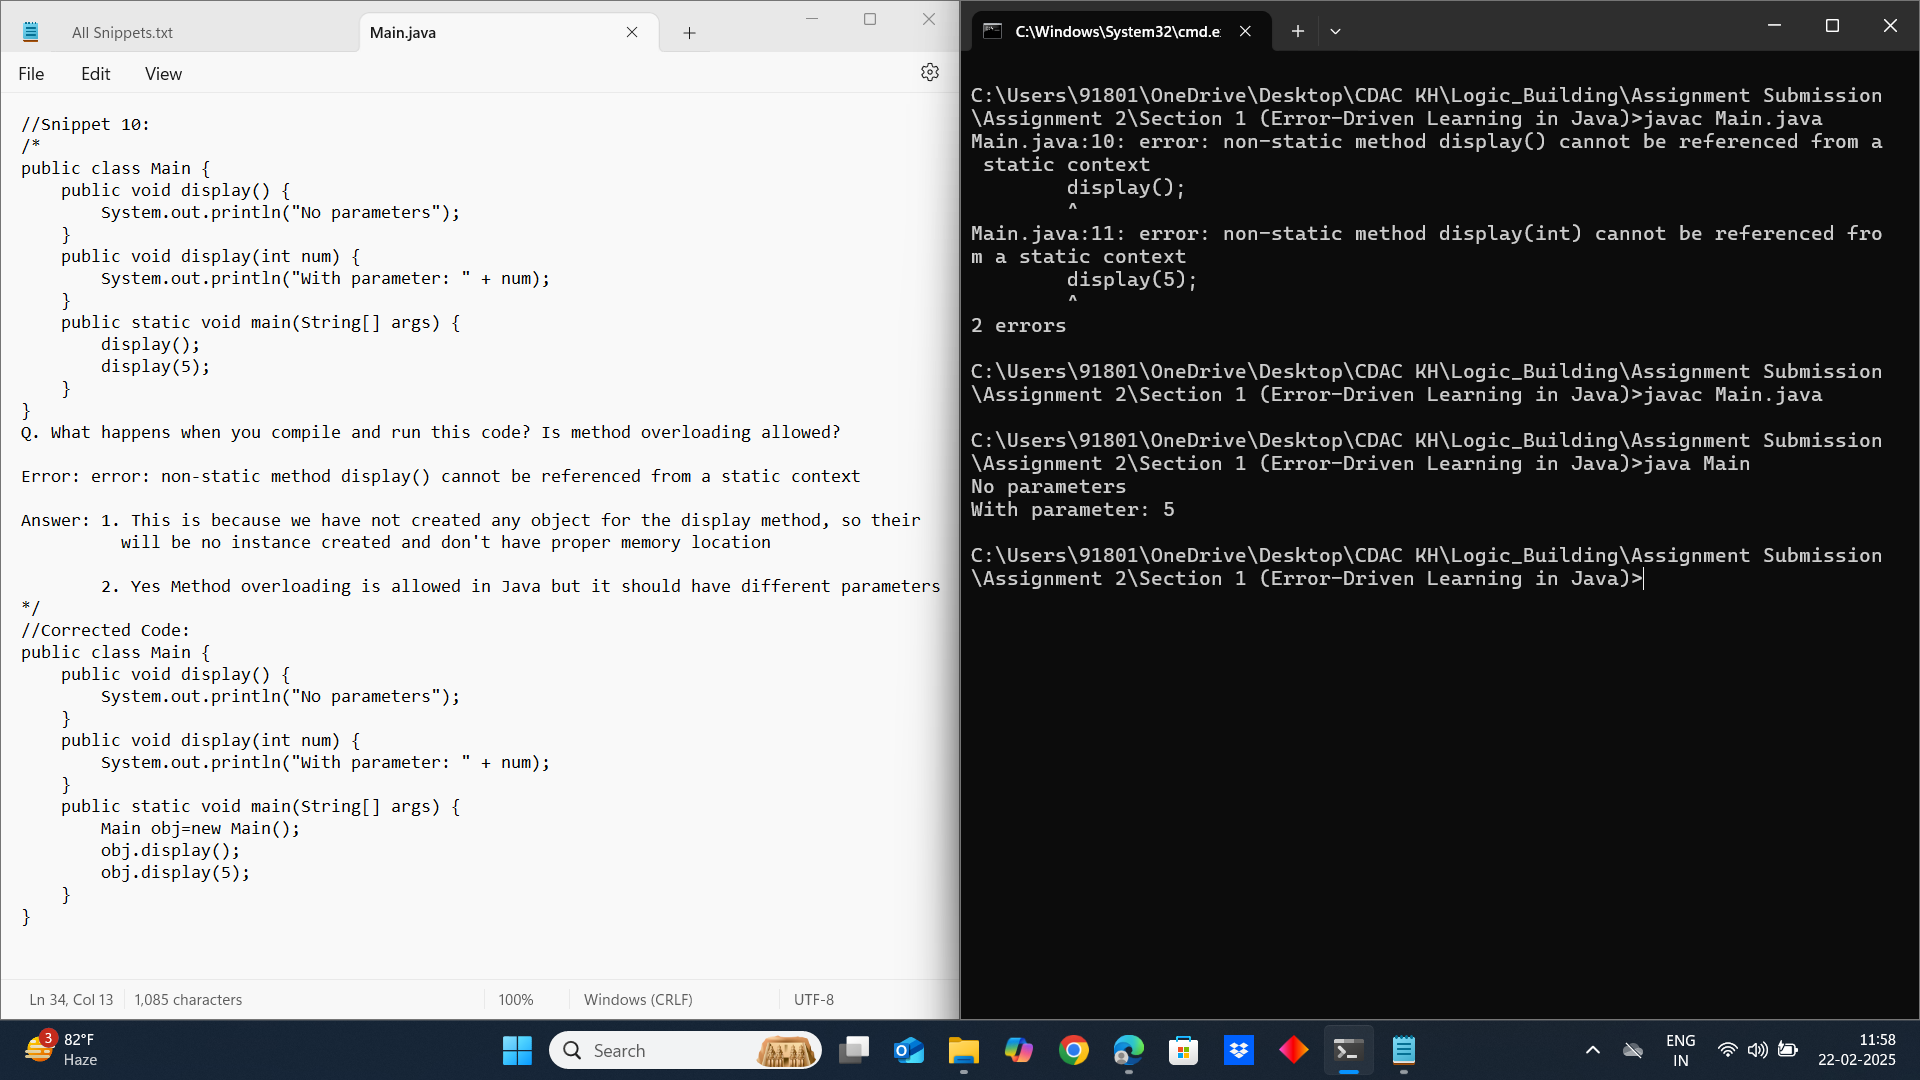 All Snippets.txt
Main.java
File Edit View
//Snippet 10:
/*
public class Main {
    public void display() {
        System.out.println("No parameters");
    }
    public void display(int num) {
        System.out.println("With parameter: " + num);
    }
    public static void main(String[] args) {
        display();
        display(5);
    }
}
Q. What happens when you compile and run this code? Is method overloading allowed?
Error: error: non-static method display() cannot be referenced from a static context
Answer: 1. This is because we have not created any object for the display method, so their
          will be no instance created and don't have proper memory location
        2. Yes Method overloading is allowed in Java but it should have different parameters
*/
//Corrected Code:
public class Main {
    public void display() {
        System.out.println("No parameters");
    }
    public void display(int num) {
        System.out.println("With parameter: " + num);
    }
    public static void main(String[] args) {
        Main obj=new Main();
        obj.display();
        obj.display(5);
    }
}
Ln 34, Col 13 1,085 characters 100% Windows (CRLF) UTF-8
C:\Windows\System32\cmd.e
C:\Users\91801\OneDrive\Desktop\CDAC KH\Logic_Building\Assignment Submission
\Assignment 2\Section 1 (Error-Driven Learning in Java)>javac Main.java
Main.java:10: error: non-static method display() cannot be referenced from a
 static context
        display();
        ^
Main.java:11: error: non-static method display(int) cannot be referenced fro
m a static context
        display(5);
        ^
2 errors
C:\Users\91801\OneDrive\Desktop\CDAC KH\Logic_Building\Assignment Submission
\Assignment 2\Section 1 (Error-Driven Learning in Java)>javac Main.java
C:\Users\91801\OneDrive\Desktop\CDAC KH\Logic_Building\Assignment Submission
\Assignment 2\Section 1 (Error-Driven Learning in Java)>java Main
No parameters
With parameter: 5
C:\Users\91801\OneDrive\Desktop\CDAC KH\Logic_Building\Assignment Submission
\Assignment 2\Section 1 (Error-Driven Learning in Java)>
3
82°F
Haze
Search
ENG
IN
11:58
22-02-2025